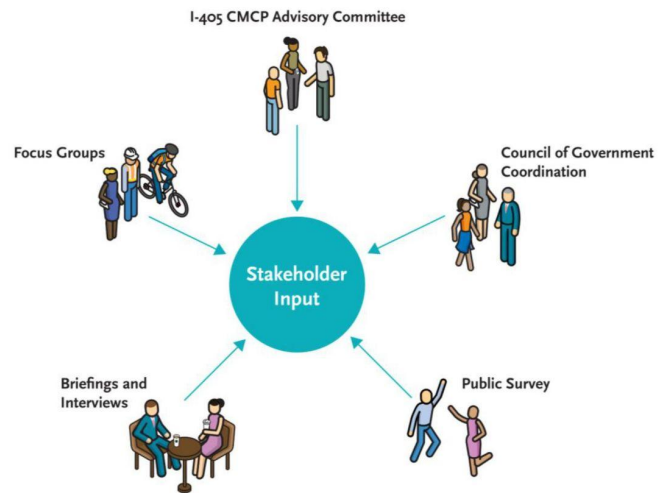 I-405 CMCP Advisory Committee
Focus Groups
Council of Government
Coordination
Stakeholder
Input
Briefings and
Interviews
Public Survey